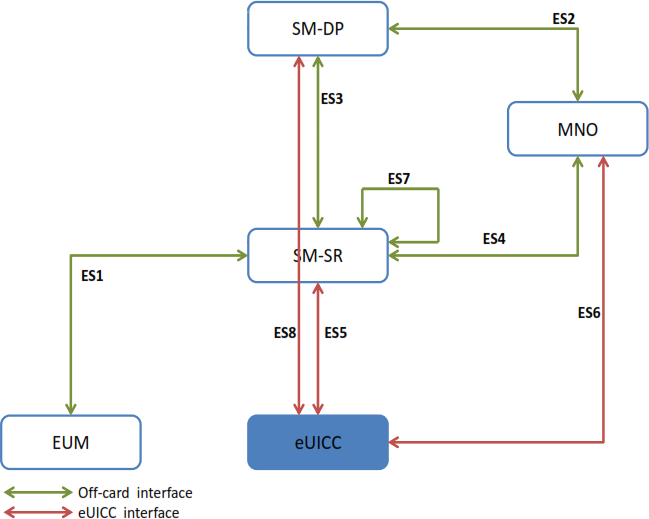 SM-DP
ES2
ES3
MNO
ES7
SM-SR
ES4
ES1
ES8
ES5
ES6
EUM
eUICC
Off-card interface
eUICC interface